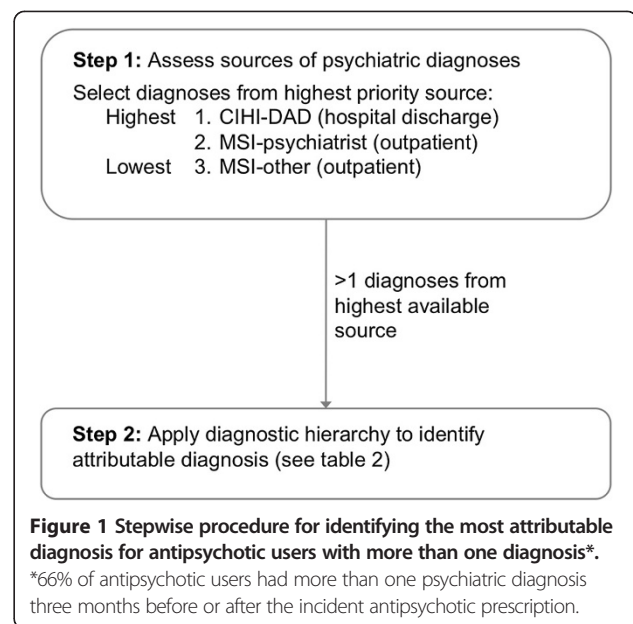 Step 1: Assess sources of psychiatric diagnoses
Select diagnoses from highest priority source:
Highest 1. CIHI-DAD (hospital discharge)
2. MSI-psychiatrist (outpatient)
Lowest 3. MSI-other (outpatient)
>1 diagnoses from
highest available
source
Step 2: Apply diagnostic hierarchy to identify
attributable diagnosis (see table 2)
Figure 1 Stepwise procedure for identifying the most attributable
diagnosis for antipsychotic users with more than one diagnosis*.
*66% of antipsychotic users had more than one psychiatric diagnosis
three months before or after the incident antipsychotic prescription.